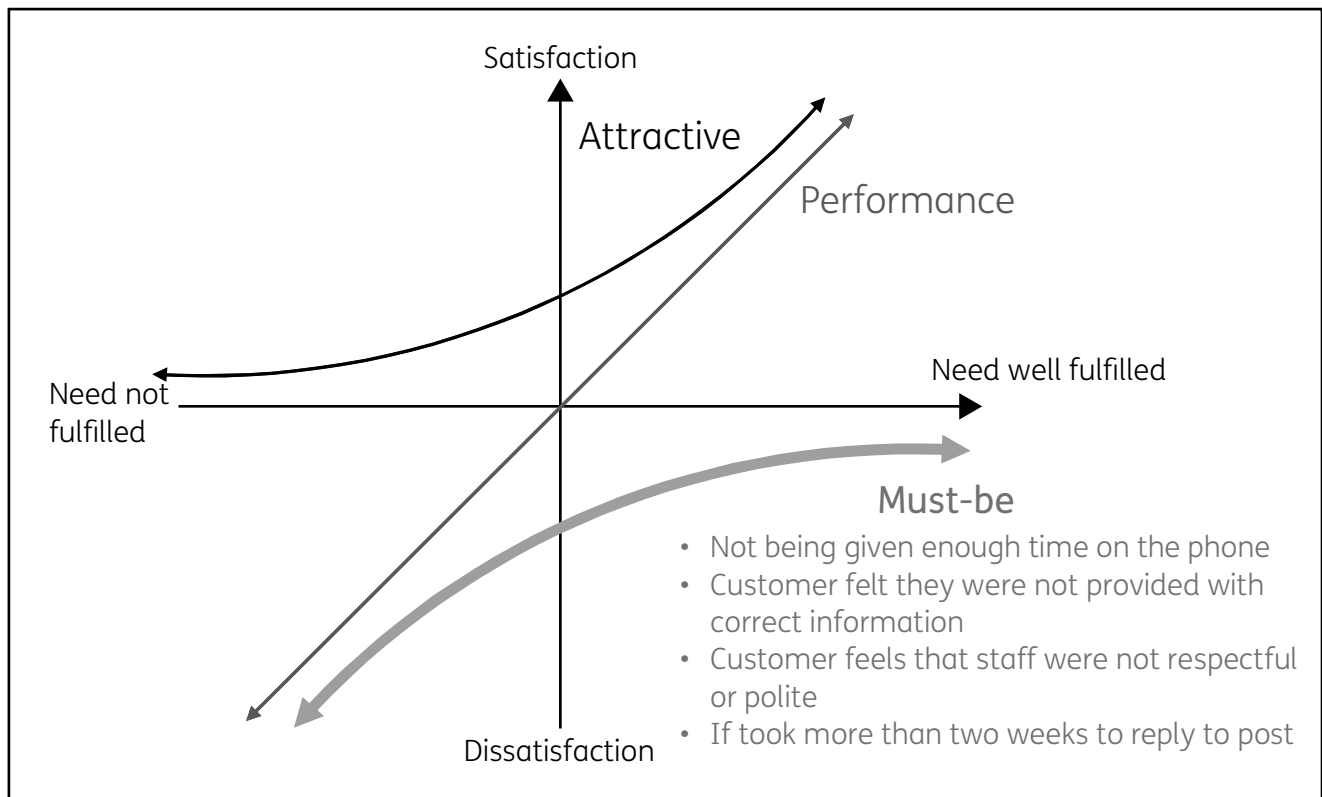 Satisfaction
Attractive
Performance
Need well fulfilled
Need not
fulfilled
Must-be
• Not being given enough time on the phone
• Customer felt they were not provided with
correct information
• Customer feels that staff were not respectful
or polite
• If took more than two weeks to reply to post
Dissatisfaction